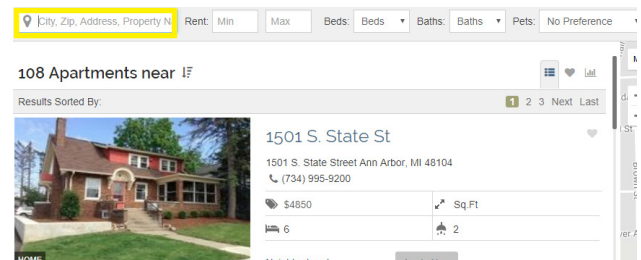 City, Zip, Address, Property N Rent: Min Max Beds: Beds Baths: Baths Pets: No Preference
108 Apartments near
Results Sorted By: 1 2 3 Next Last
1501 S. State St
1501 S. State Street Ann Arbor, MI 48104
(734) 995-9200
$4850 Sq.Ft
6 2
HOME